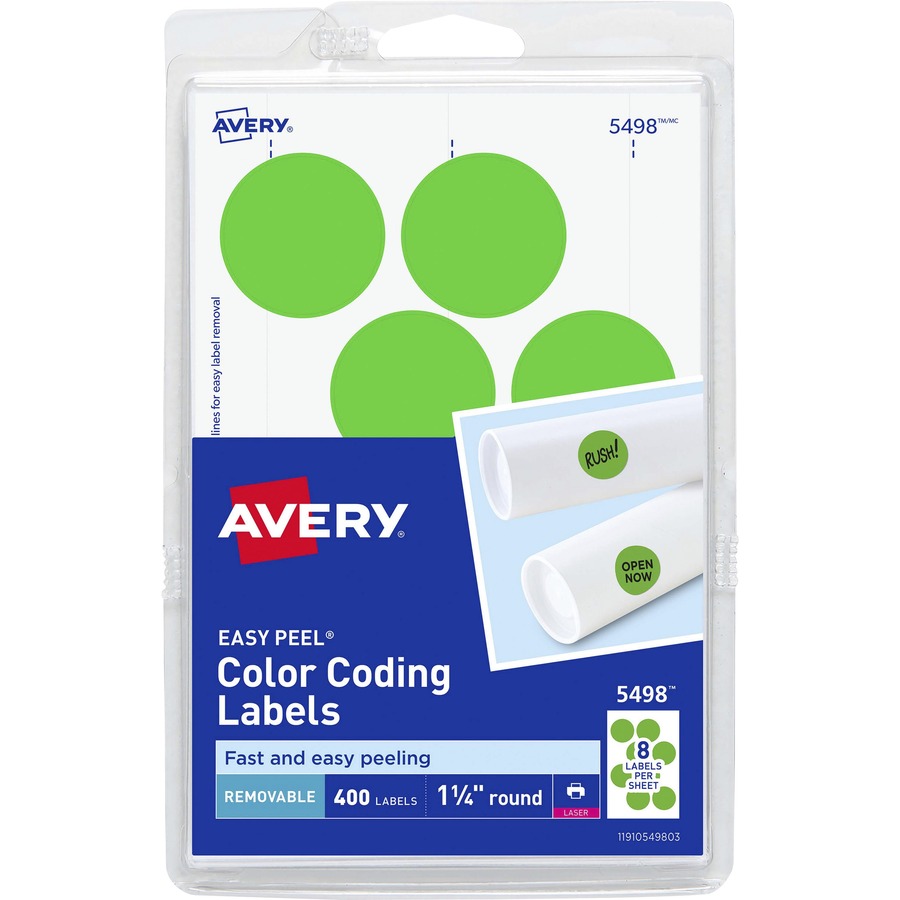 AVERY®
5498™/MC
lines for easy label removal
RUSH!
OPEN
NOW
AVERY®
EASY PEEL®
Color Coding
Labels
Fast and easy peeling
REMOVABLE
400 LABELS
1¼" round
LASER
5498™
8
LABELS
PER
SHEET
11910549803